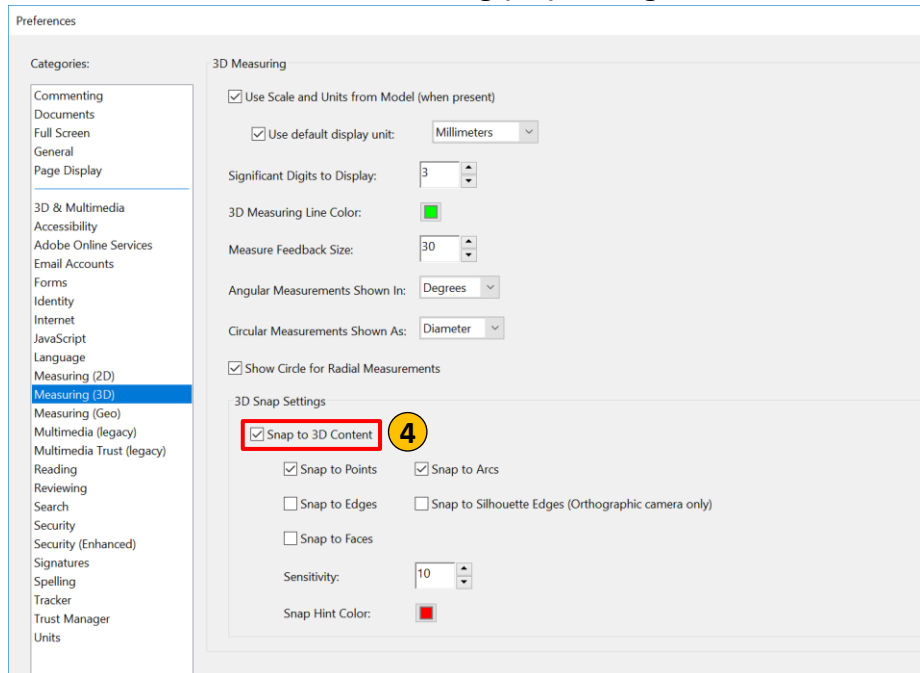 Preferences
Categories:
Commenting
Documents
Full Screen
General
Page Display
3D & Multimedia
Accessibility
Adobe Online Services
Email Accounts
Forms
Identity
Internet
JavaScript
Language
Measuring (2D)
Measuring (3D)
Measuring (Geo)
Multimedia (legacy)
Multimedia Trust (legacy)
Reading
Reviewing
Search
Security
Security (Enhanced)
Signatures
Spelling
Tracker
Trust Manager
Units
3D Measuring
Use Scale and Units from Model (when present)
Use default display unit: Millimeters
Significant Digits to Display: 3
3D Measuring Line Color:
Measure Feedback Size: 30
Angular Measurements Shown In: Degrees
Circular Measurements Shown As: Diameter
Show Circle for Radial Measurements
3D Snap Settings
Snap to 3D Content 4
Snap to Points Snap to Arcs
Snap to Edges Snap to Silhouette Edges (Orthographic camera only)
Snap to Faces
Sensitivity: 10
Snap Hint Color: